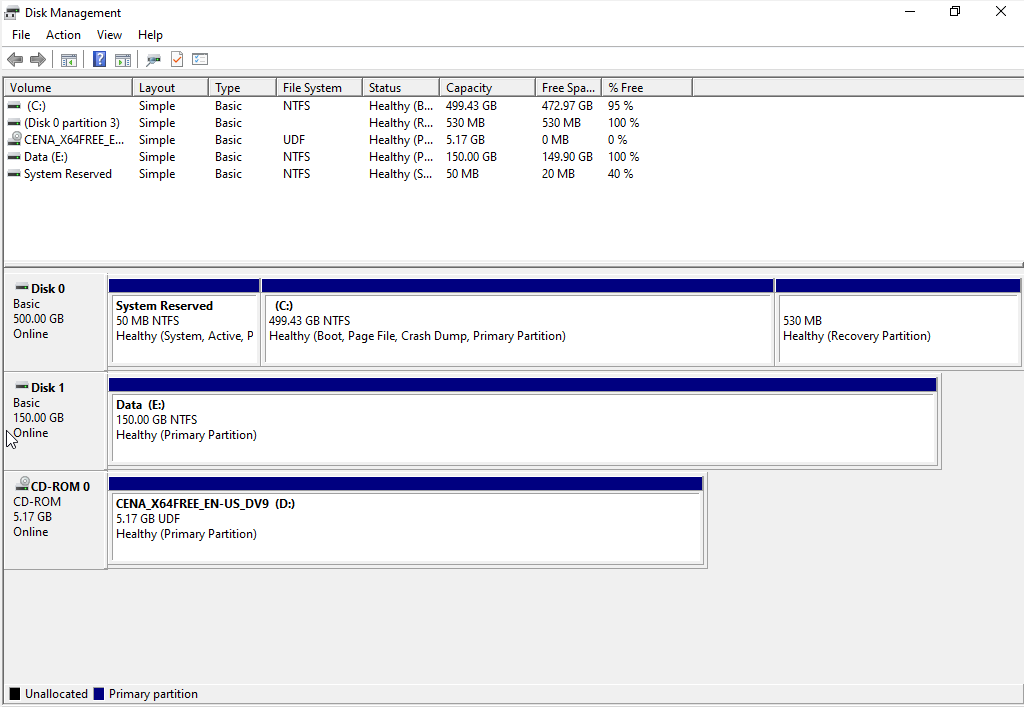 Disk Management
File Action View Help
Volume Layout Type File System Status Capacity Free Spa... % Free
(C:) Simple Basic NTFS Healthy (B... 499.43 GB 472.97 GB 95 %
(Disk 0 partition 3) Simple Basic Healthy (R... 530 MB 530 MB 100 %
CENA_X64FREE_E... Simple Basic UDF Healthy (P... 5.17 GB 0 MB 0 %
Data (E:) Simple Basic NTFS Healthy (P... 150.00 GB 149.90 GB 100 %
System Reserved Simple Basic NTFS Healthy (S... 50 MB 20 MB 40 %
Disk 0
Basic
500.00 GB
Online
System Reserved
50 MB NTFS
Healthy (System, Active, P
(C:)
499.43 GB NTFS
Healthy (Boot, Page File, Crash Dump, Primary Partition)
530 MB
Healthy (Recovery Partition)
Disk 1
Basic
150.00 GB
Online
Data (E:)
150.00 GB NTFS
Healthy (Primary Partition)
CD-ROM 0
CD-ROM
5.17 GB
Online
CENA_X64FREE_EN-US_DV9 (D:)
5.17 GB UDF
Healthy (Primary Partition)
Unallocated Primary partition